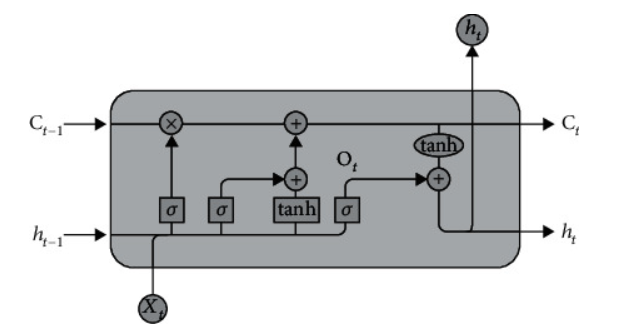 h_t
C_{t-1}
×
+
C_t
tanh
O_t
+
+
σ
σ
tanh
σ
h_{t-1}
h_t
X_t